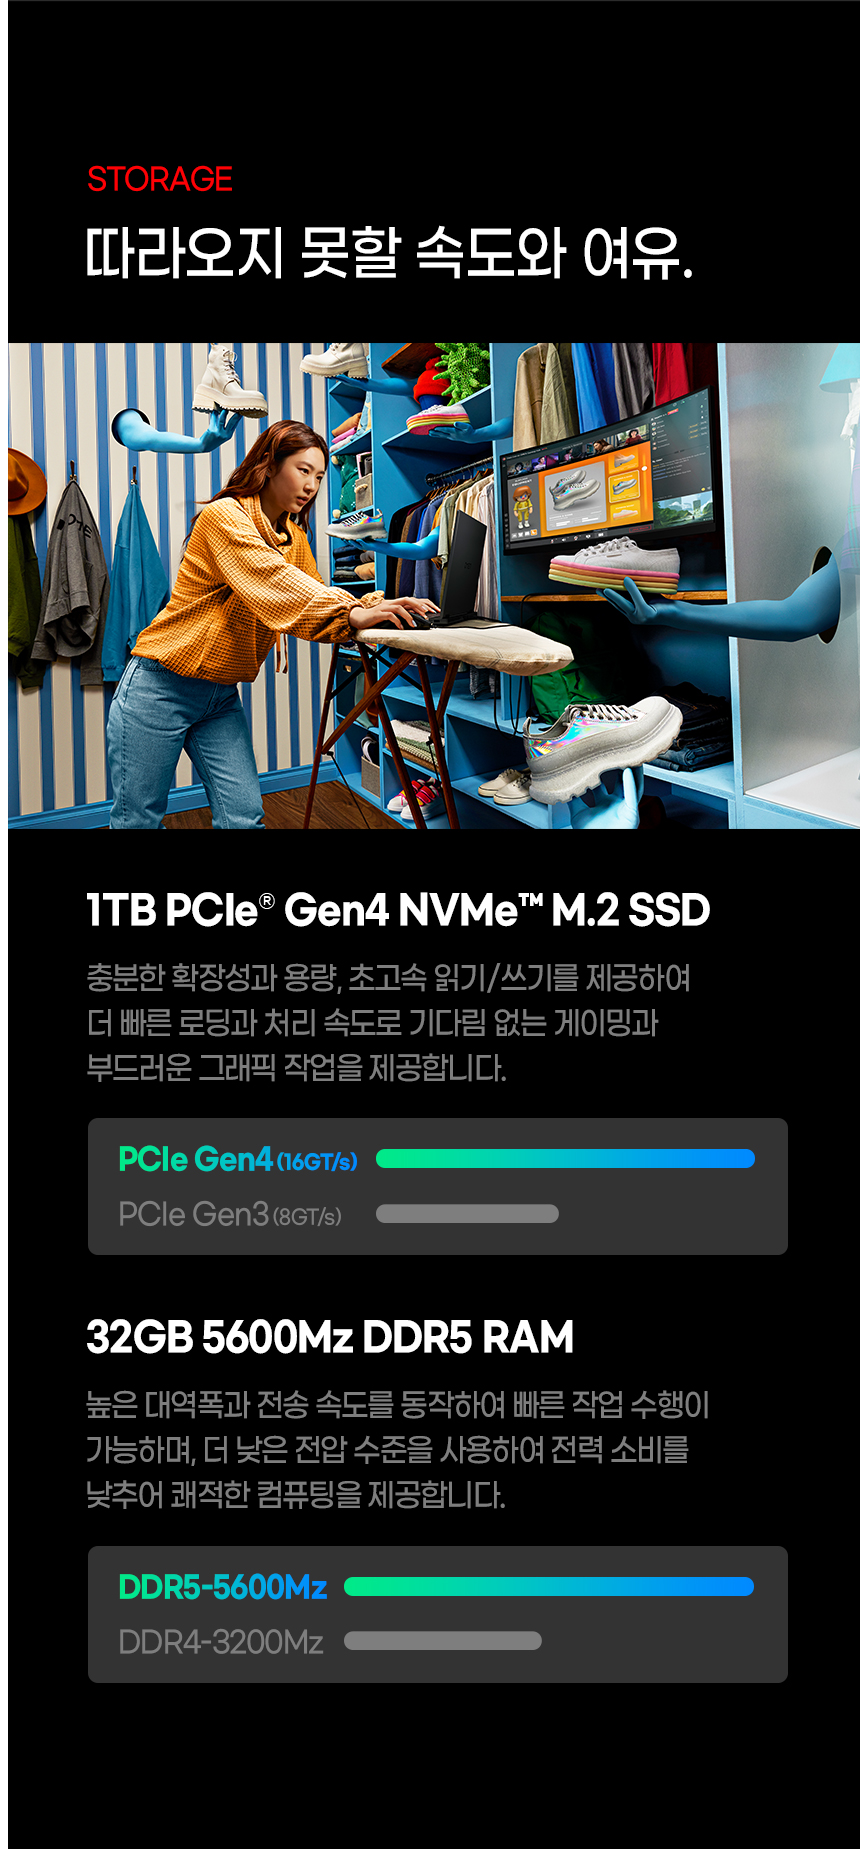 STORAGE
따라오지 못할 속도와 여유.
1TB PCIe® Gen4 NVMe™ M.2 SSD
충분한 확장성과 용량, 초고속 읽기/쓰기를 제공하여
더 빠른 로딩과 처리 속도로 기다림 없는 게이밍과
부드러운 그래픽 작업을 제공합니다.
PCIe Gen4 (16GT/s)
PCIe Gen3 (8GT/s)
32GB 5600Mz DDR5 RAM
높은 대역폭과 전송 속도를 동작하여 빠른 작업 수행이
가능하며, 더 낮은 전압 수준을 사용하여 전력 소비를
낮추어 쾌적한 컴퓨팅을 제공합니다.
DDR5-5600Mz
DDR4-3200Mz